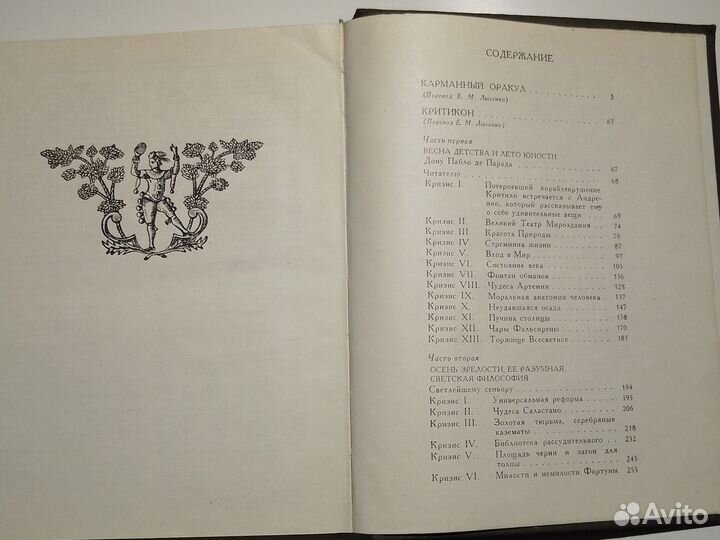 СОДЕРЖАНИЕ
КАРМАННЫЙ ОРАКУЛ . . . . . . . . . . 5
(Перевод Е. М. Лысенко)
КРИТИКОН . . . . . . . . . . . . . 67
(Перевод Е. М. Лысенко)
Часть первая
ВЕСНА ДЕТСТВА И ЛЕТО ЮНОСТИ
Дону Пабло де Парада . . . . . . . . . . 67
Читателю . . . . . . . . . . . . . . 68
Кризис I. Потерпевший кораблекрушение
Критило встречается с Андре-
нио, который рассказывает ему
о себе удивительные вещи . . 69
Кризис II. Великий Театр Мироздания . 74
Кризис III. Красота Природы . . . . . 79
Кризис IV. Стремнина жизни . . . . . 87
Кризис V. Вход в Мир . . . . . . . 97
Кризис VI. Состояние века . . . . . . 105
Кризис VII. Фонтан обманов . . . . . 116
Кризис VIII. Чудеса Артемии . . . . . 128
Кризис IX. Моральная анатомия человека . 137
Кризис X. Неудавшаяся осада . . . . 147
Кризис XI. Пучина столицы . . . . . 158
Кризис XII. Чары Фальсирены . . . . 170
Кризис XIII. Торжище Всесветное . . . . 181
Часть вторая
ОСЕНЬ ЗРЕЛОСТИ, ЕЕ РАЗУМНАЯ,
СВЕТСКАЯ ФИЛОСОФИЯ
Светлейшему сеньору . . . . . . . . . . 194
Кризис I. Универсальная реформа . . . 195
Кризис II. Чудеса Саластано . . . . . 206
Кризис III. Золотая тюрьма, серебряные
казематы . . . . . . . . 218
Кризис IV. Библиотека рассудительного . . 232
Кризис V. Площадь черни и загон для
толпы . . . . . . . . . 245
Кризис VI. Милости и немилости Фортуны 255
Avito